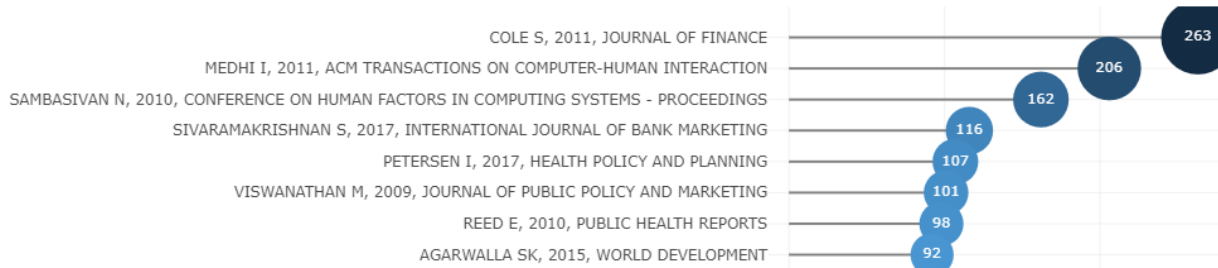 COLE S, 2011, JOURNAL OF FINANCE 263
MEDHI I, 2011, ACM TRANSACTIONS ON COMPUTER-HUMAN INTERACTION 206
SAMBASIVAN N, 2010, CONFERENCE ON HUMAN FACTORS IN COMPUTING SYSTEMS - PROCEEDINGS 162
SIVARAMAKRISHNAN S, 2017, INTERNATIONAL JOURNAL OF BANK MARKETING 116
PETERSEN I, 2017, HEALTH POLICY AND PLANNING 107
VISWANATHAN M, 2009, JOURNAL OF PUBLIC POLICY AND MARKETING 101
REED E, 2010, PUBLIC HEALTH REPORTS 98
AGARWALLA SK, 2015, WORLD DEVELOPMENT 92